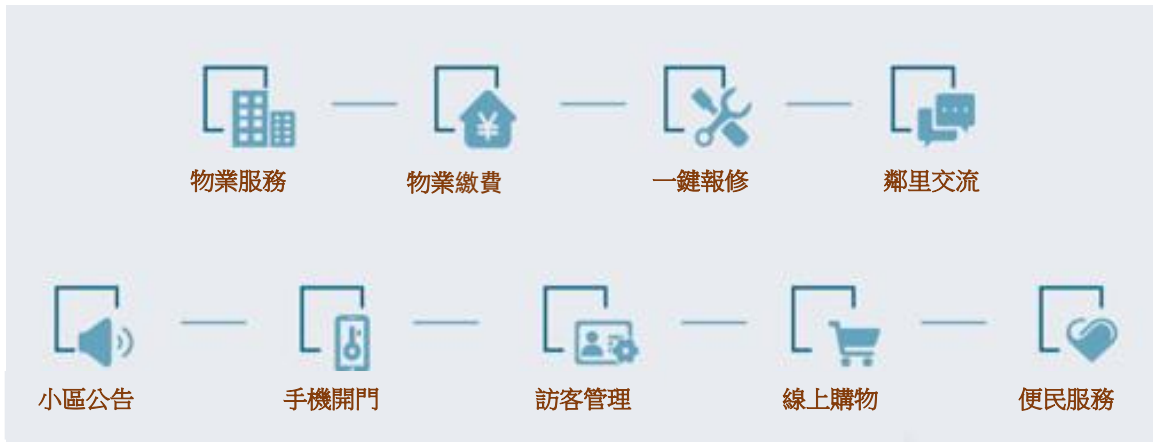 物業服務
物業繳費
一鍵報修
鄰里交流
小區公告
手機開門
訪客管理
線上購物
便民服務